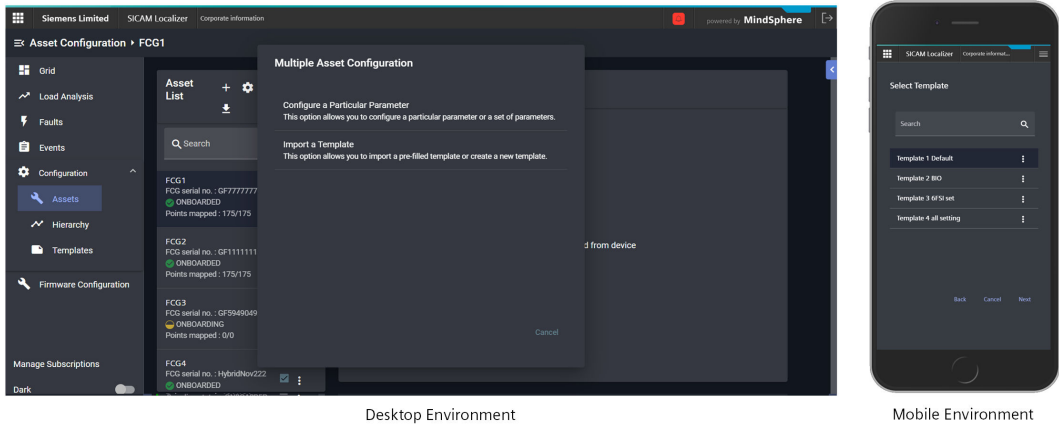 Siemens Limited SICAM Localizer Corporate information powered by MindSphere
Asset Configuration FCG1
Grid
Load Analysis
Faults
Events
Configuration
Assets
Hierarchy
Templates
Firmware Configuration
Manage Subscriptions
Dark
Asset
List
Search
FCG1
FCG serial no. : GF7777777
ONBOARDED
Points mapped : 175/175
FCG2
FCG serial no. : GF1111111
ONBOARDED
Points mapped : 175/175
FCG3
FCG serial no. : GF5949049
ONBOARDING
Points mapped : 0/0
FCG4
FCG serial no. : HybridNov222
ONBOARDED
Multiple Asset Configuration
Configure a Particular Parameter
This option allows you to configure a particular parameter or a set of parameters.
Import a Template
This option allows you to import a pre-filled template or create a new template.
Cancel
d from device
Desktop Environment
SICAM Localizer Corporate informat...
Select Template
Search
Template 1 Default
Template 2 BIO
Template 3 6FSI set
Template 4 all setting
Back Cancel Next
Mobile Environment